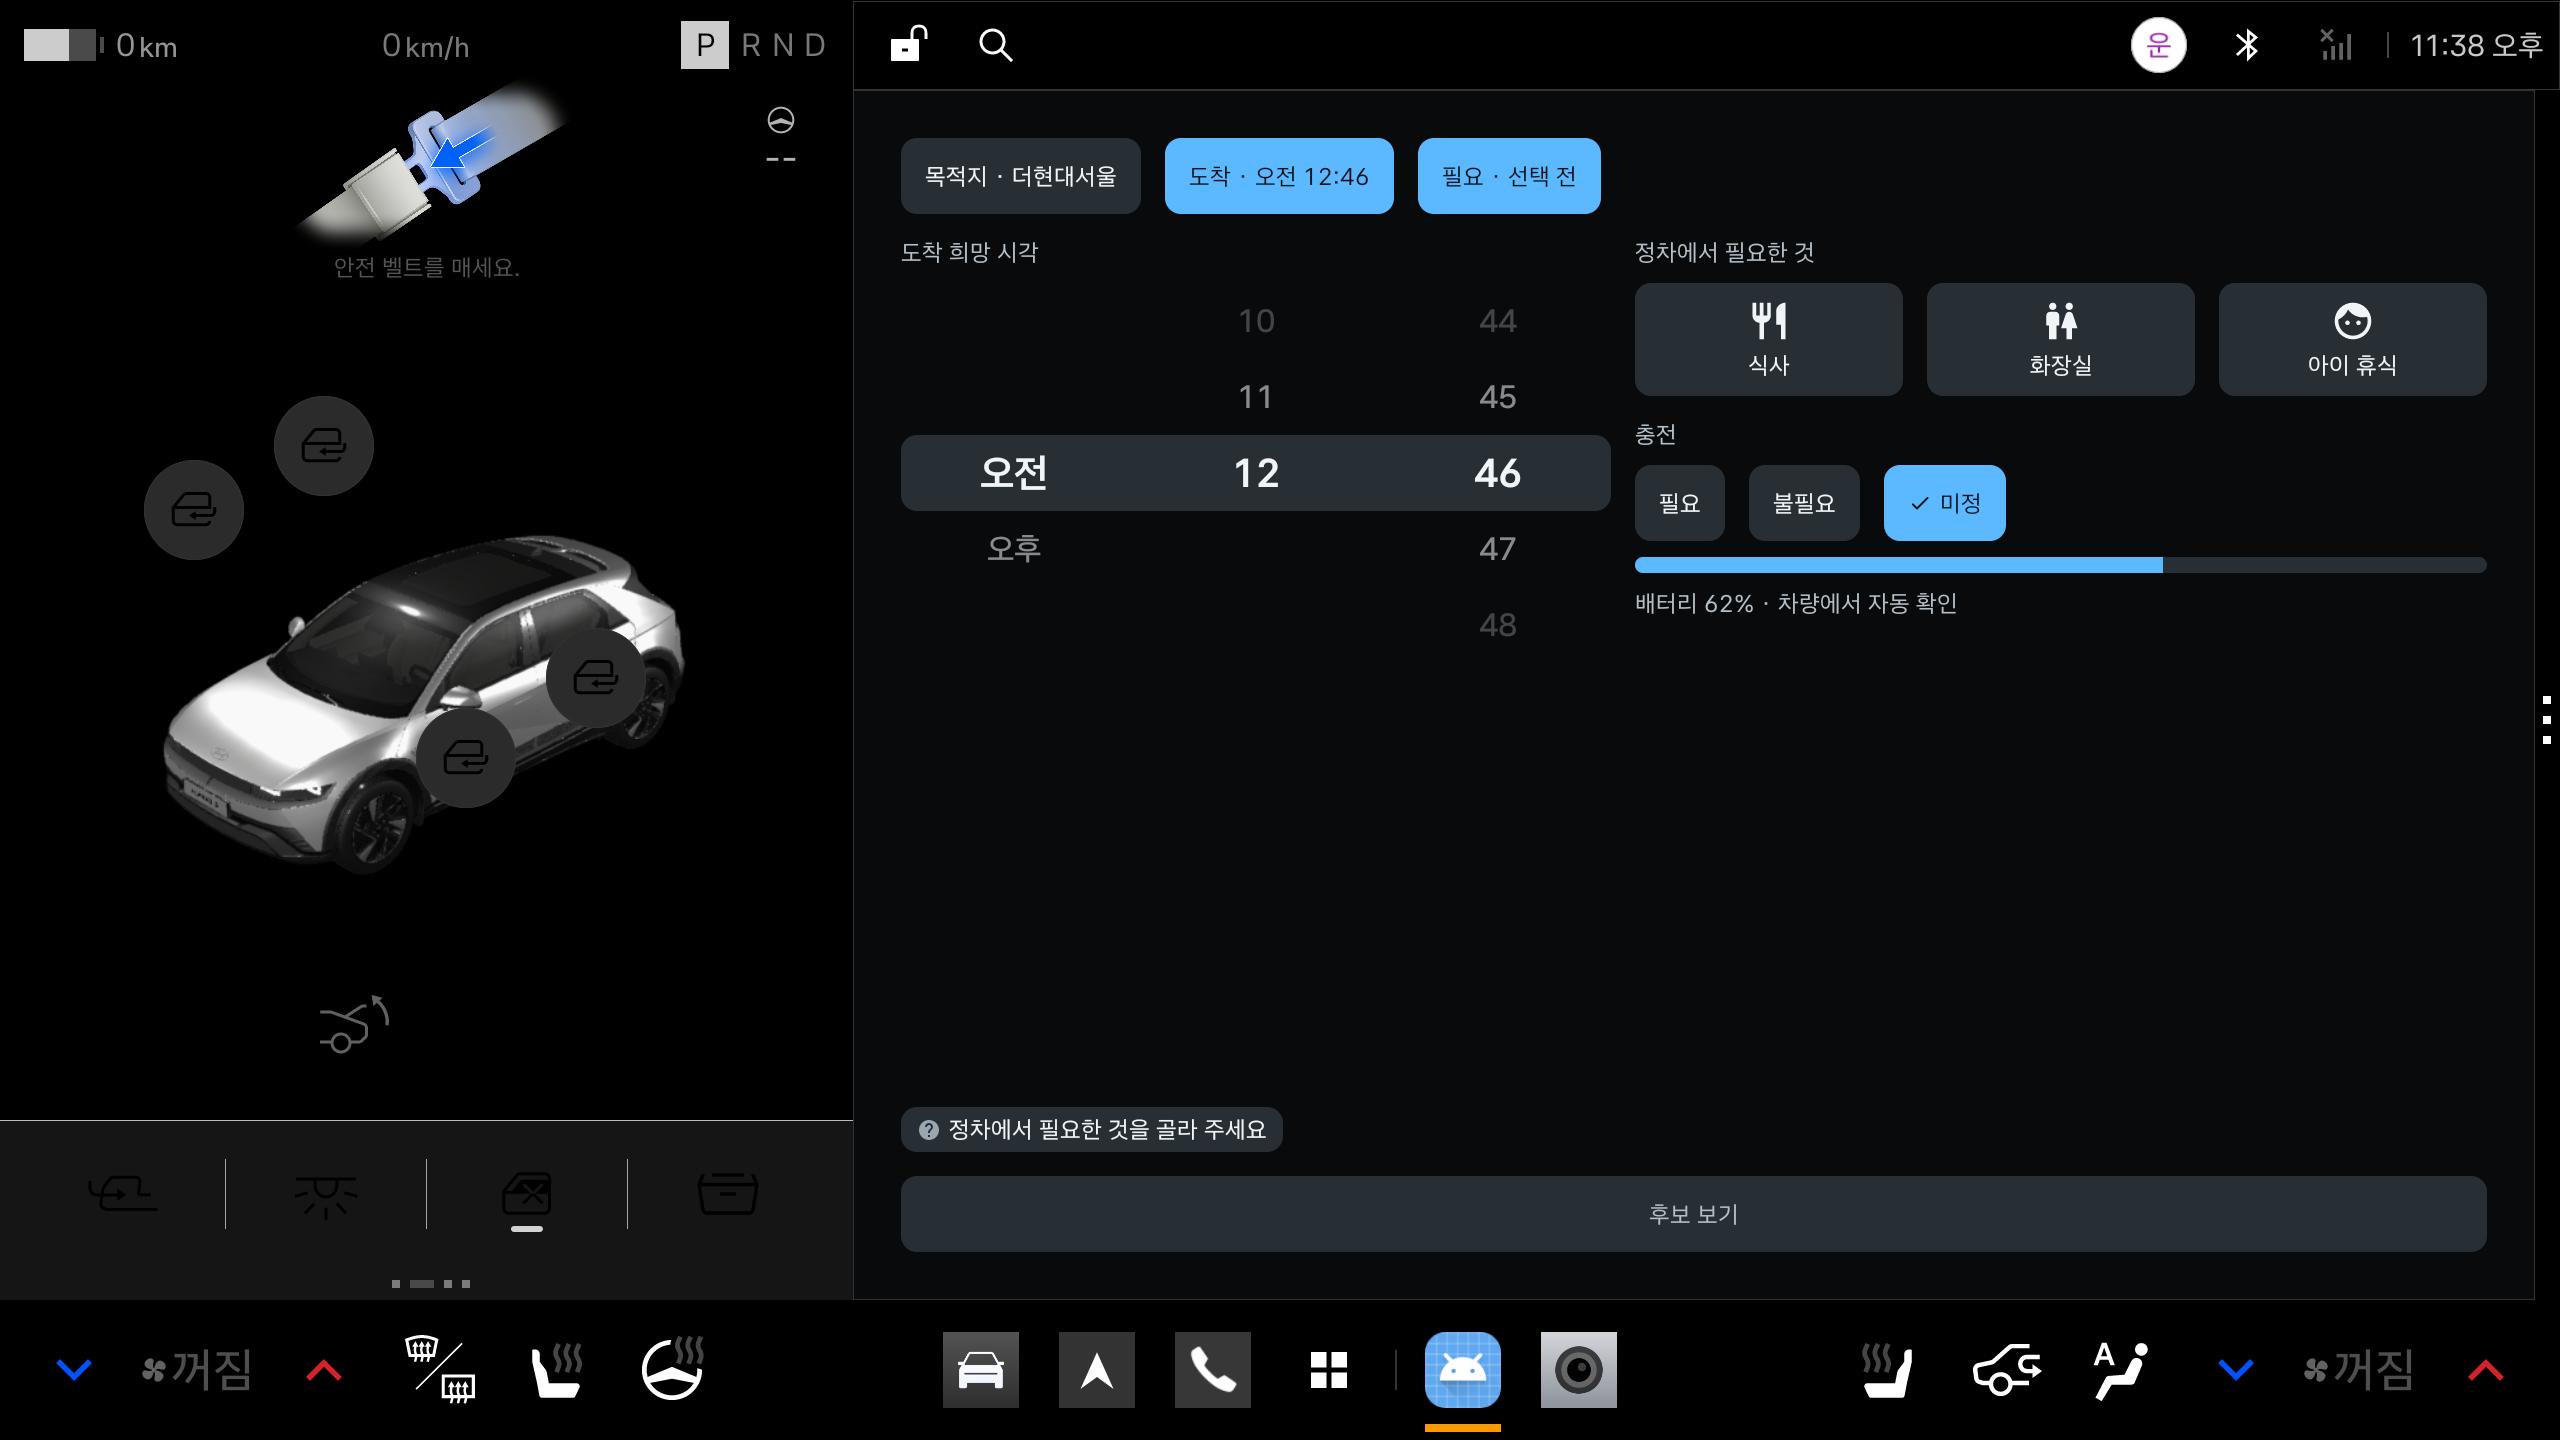 0 km
0 km/h
P R N D
운
11:38 오후
--
안전 벨트를 매세요.
목적지 · 더현대서울
도착 · 오전 12:46
필요 · 선택 전
도착 희망 시각
10 44
11 45
오전 12 46
오후 47
48
정차에서 필요한 것
식사
화장실
아이 휴식
충전
필요
불필요
미정
배터리 62% · 차량에서 자동 확인
정차에서 필요한 것을 골라 주세요
후보 보기
꺼짐
A
꺼짐